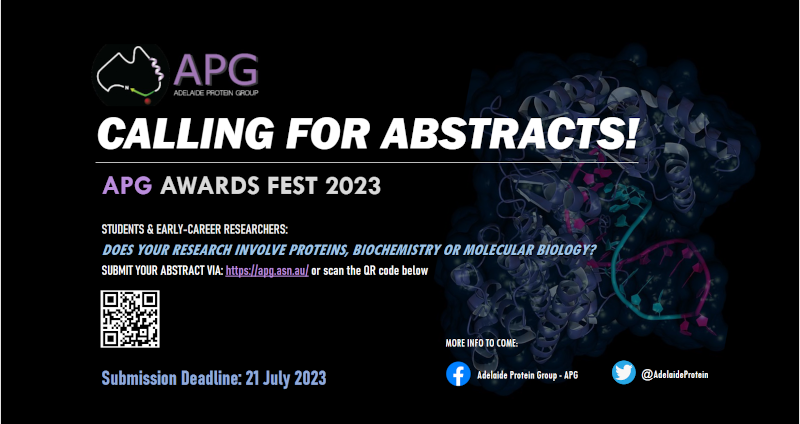 APG
ADELAIDE PROTEIN GROUP
CALLING FOR ABSTRACTS!
APG AWARDS FEST 2023
STUDENTS & EARLY-CAREER RESEARCHERS:
DOES YOUR RESEARCH INVOLVE PROTEINS, BIOCHEMISTRY OR MOLECULAR BIOLOGY?
SUBMIT YOUR ABSTRACT VIA: https://apg.asn.au/ or scan the QR code below
MORE INFO TO COME:
Adelaide Protein Group - APG
@AdelaideProtein
Submission Deadline: 21 July 2023